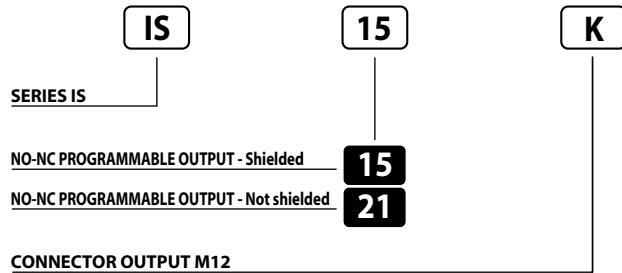 IS 15 K
SERIES IS
NO-NC PROGRAMMABLE OUTPUT - Shielded 15
NO-NC PROGRAMMABLE OUTPUT - Not shielded 21
CONNECTOR OUTPUT M12